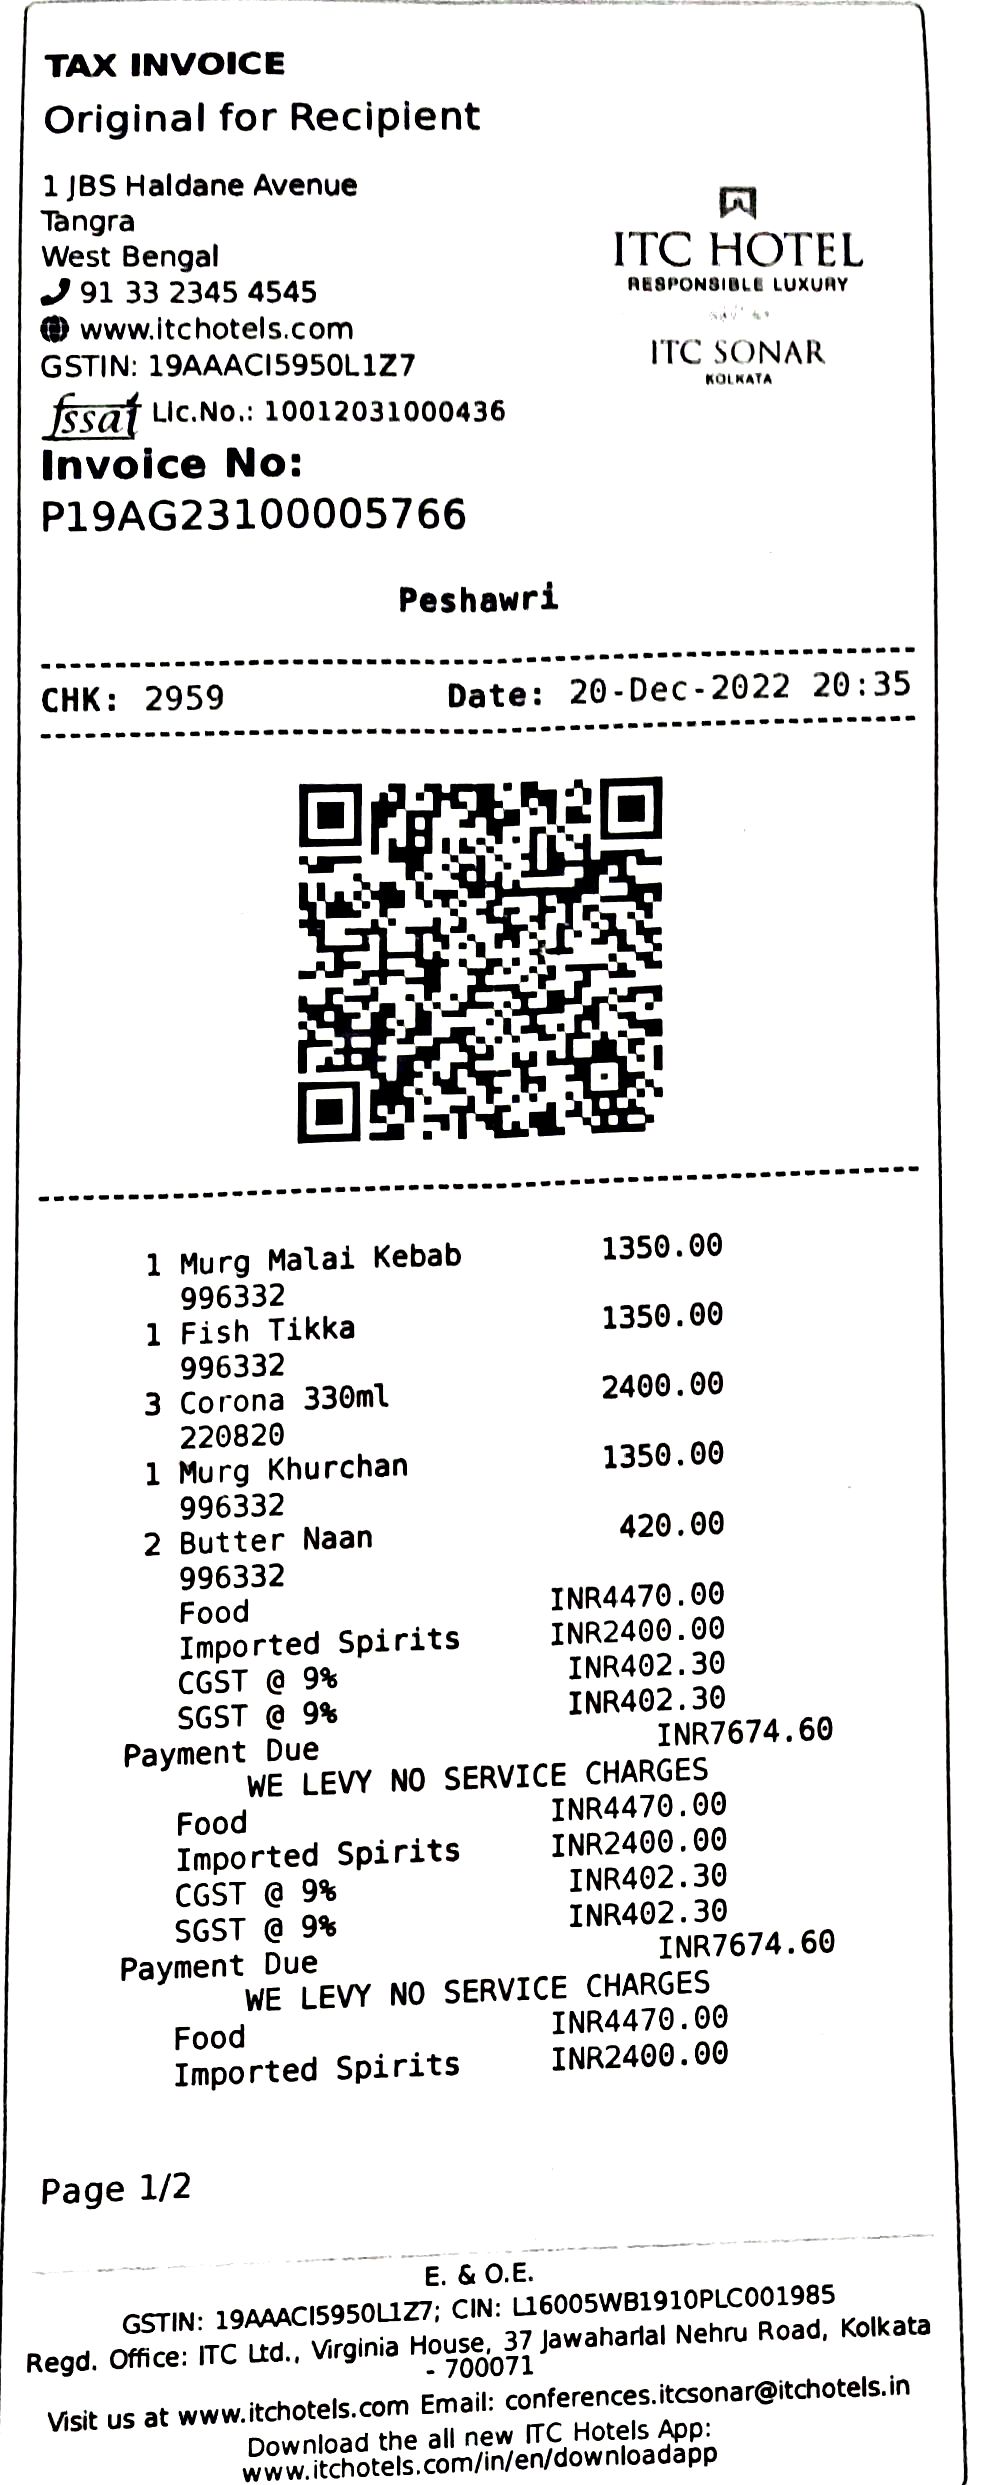 TAX INVOICE
Original for Recipient
1 JBS Haldane Avenue
Tangra
West Bengal
91 33 2345 4545
www.itchotels.com
GSTIN: 19AAACI5950L1Z7
fssai Lic.No.: 10012031000436
ITC HOTEL
RESPONSIBLE LUXURY
ITC SONAR
KOLKATA
Invoice No:
P19AG23100005766
Peshawri
CHK: 2959 Date: 20-Dec-2022 20:35
1 Murg Malai Kebab 1350.00
996332
1 Fish Tikka 1350.00
996332
3 Corona 330ml 2400.00
220820
1 Murg Khurchan 1350.00
996332
2 Butter Naan 420.00
996332
Food INR4470.00
Imported Spirits INR2400.00
CGST @ 9% INR402.30
SGST @ 9% INR402.30
Payment Due INR7674.60
WE LEVY NO SERVICE CHARGES
Food INR4470.00
Imported Spirits INR2400.00
CGST @ 9% INR402.30
SGST @ 9% INR402.30
Payment Due INR7674.60
WE LEVY NO SERVICE CHARGES
Food INR4470.00
Imported Spirits INR2400.00
Page 1/2
E. & O.E.
GSTIN: 19AAACI5950L1Z7; CIN: L16005WB1910PLC001985
Regd. Office: ITC Ltd., Virginia House, 37 Jawaharlal Nehru Road, Kolkata
- 700071
Visit us at www.itchotels.com Email: conferences.itcsonar@itchotels.in
Download the all new ITC Hotels App:
www.itchotels.com/in/en/downloadapp